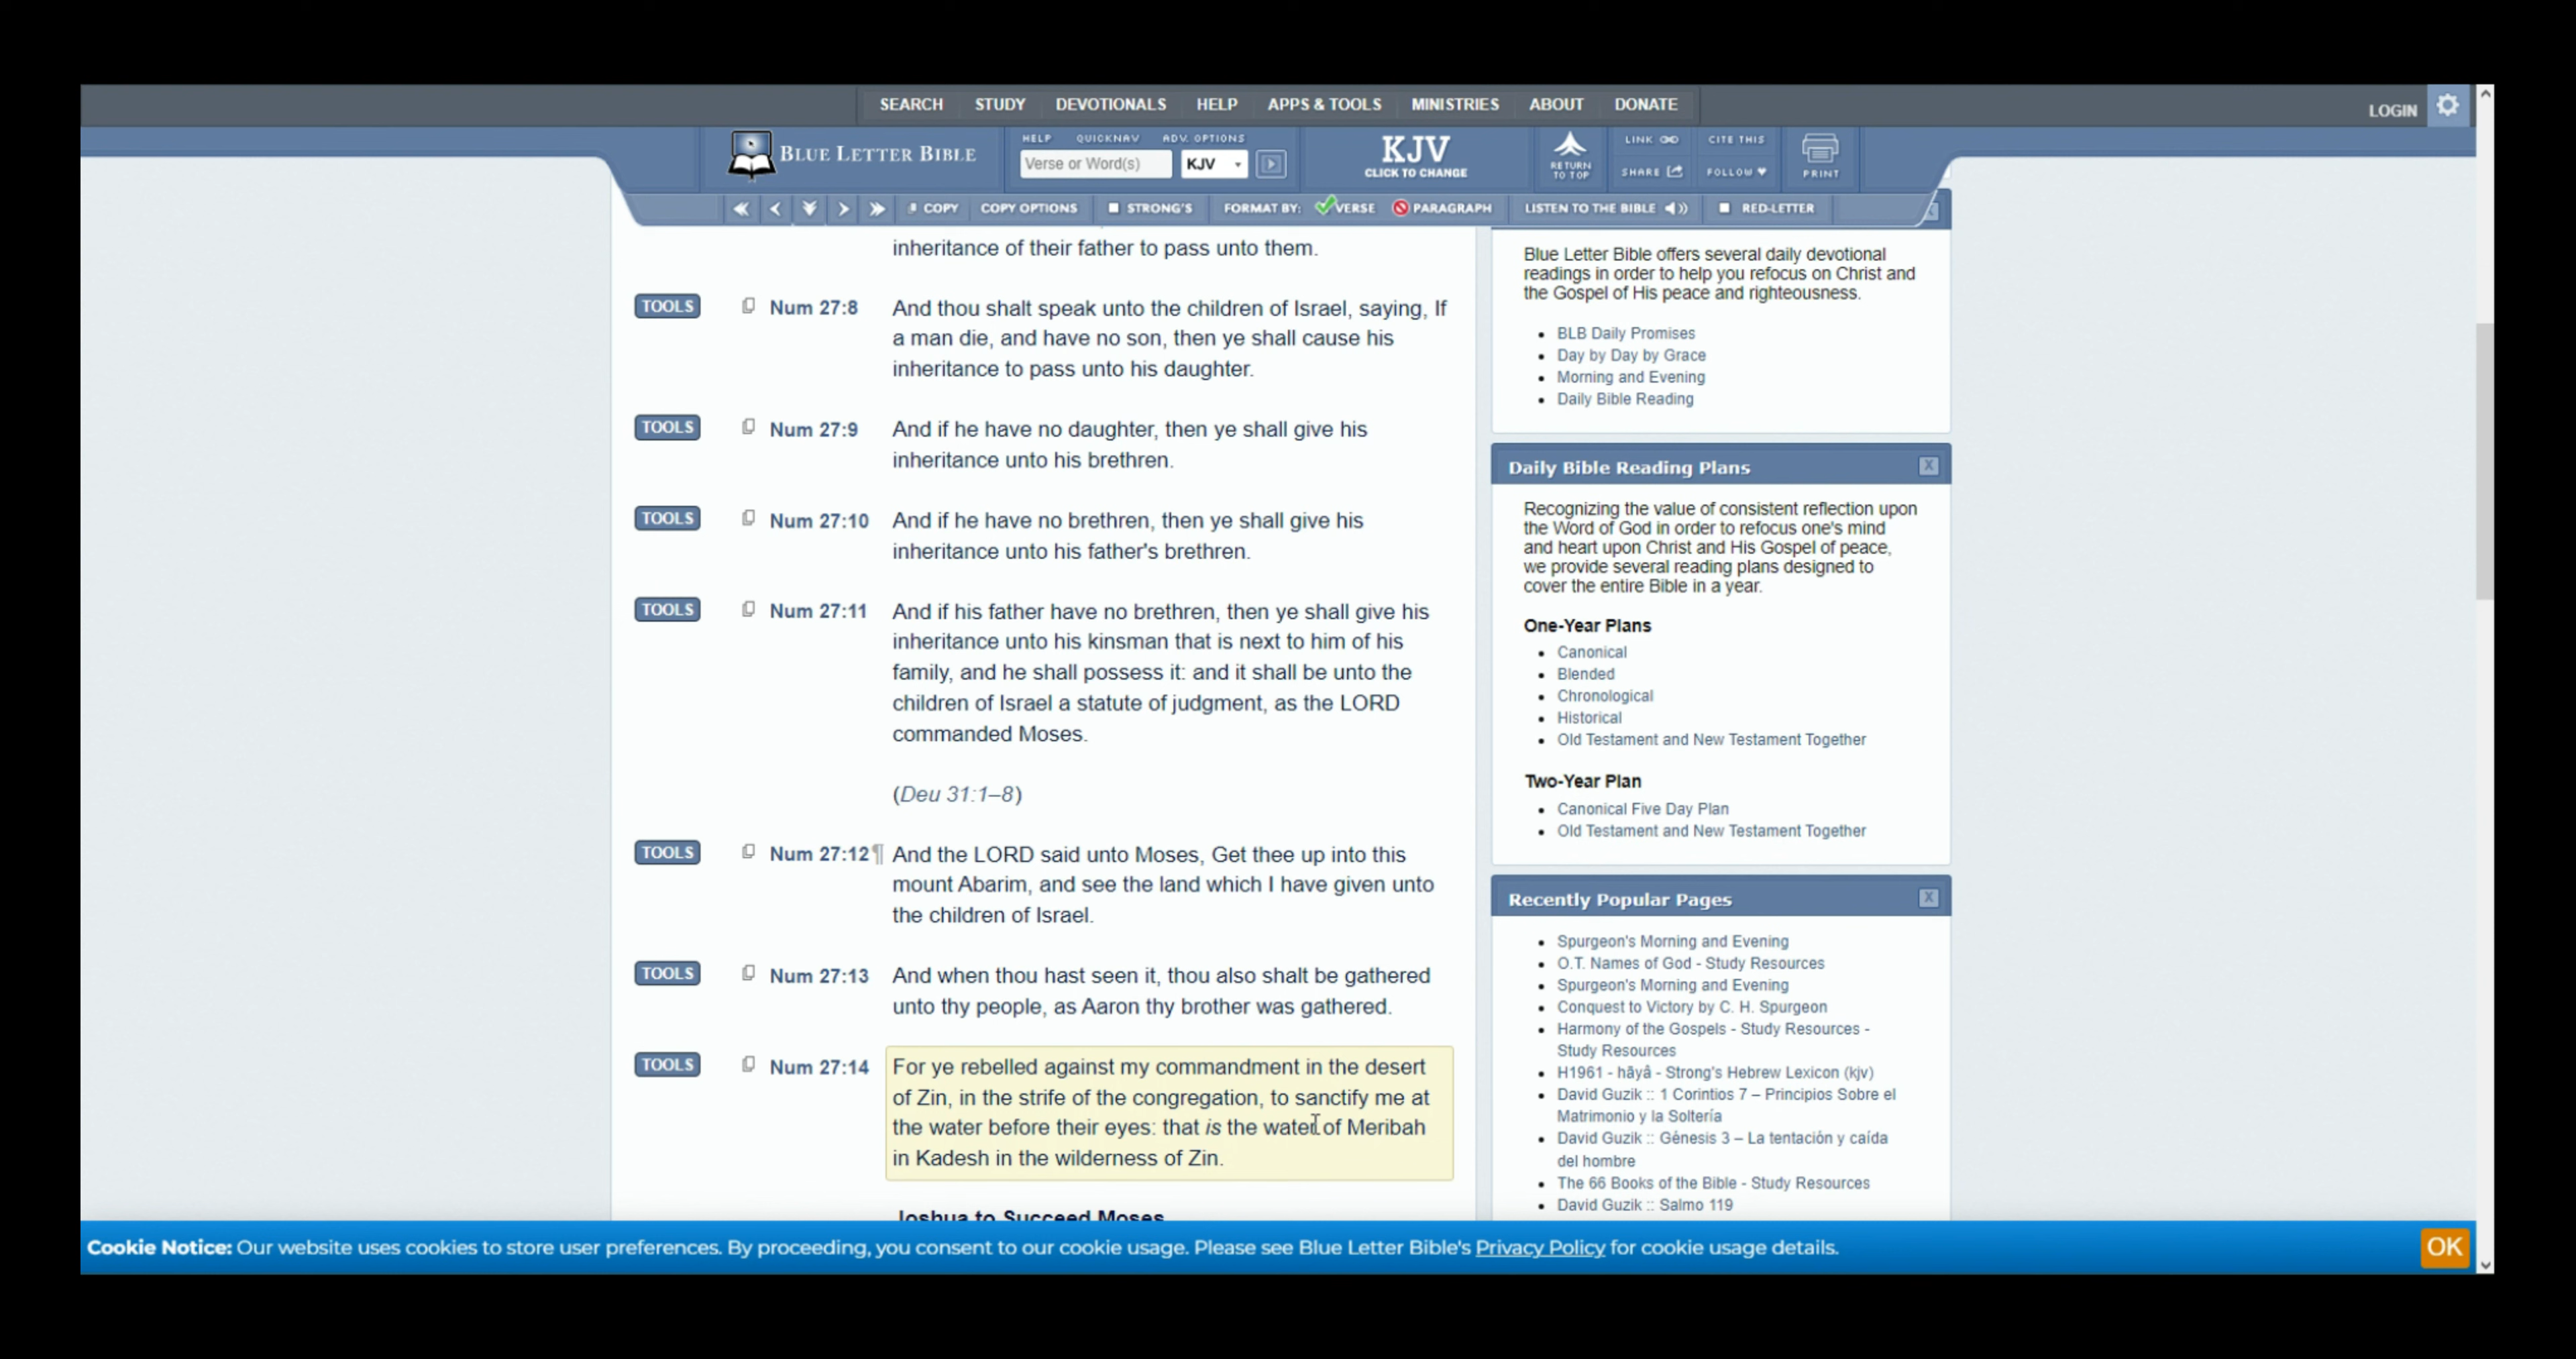 SEARCH STUDY DEVOTIONALS HELP APPS & TOOLS MINISTRIES ABOUT DONATE
LOGIN
BLUE LETTER BIBLE
HELP QUICKNAV ADV. OPTIONS
Verse or Word(s) KJV
KJV
CLICK TO CHANGE
RETURN
TO TOP
LINK CITE THIS
SHARE FOLLOW
PRINT
COPY COPY OPTIONS STRONG'S FORMAT BY: VERSE PARAGRAPH LISTEN TO THE BIBLE RED-LETTER
inheritance of their father to pass unto them.
TOOLS Num 27:8 And thou shalt speak unto the children of Israel, saying, If
a man die, and have no son, then ye shall cause his
inheritance to pass unto his daughter.
TOOLS Num 27:9 And if he have no daughter, then ye shall give his
inheritance unto his brethren.
TOOLS Num 27:10 And if he have no brethren, then ye shall give his
inheritance unto his father's brethren.
TOOLS Num 27:11 And if his father have no brethren, then ye shall give his
inheritance unto his kinsman that is next to him of his
family, and he shall possess it: and it shall be unto the
children of Israel a statute of judgment, as the LORD
commanded Moses.
(Deu 31:1–8)
TOOLS Num 27:12¶ And the LORD said unto Moses, Get thee up into this
mount Abarim, and see the land which I have given unto
the children of Israel.
TOOLS Num 27:13 And when thou hast seen it, thou also shalt be gathered
unto thy people, as Aaron thy brother was gathered.
TOOLS Num 27:14 For ye rebelled against my commandment in the desert
of Zin, in the strife of the congregation, to sanctify me at
the water before their eyes: that is the water of Meribah
in Kadesh in the wilderness of Zin.
Joshua to Succeed Moses
Blue Letter Bible offers several daily devotional
readings in order to help you refocus on Christ and
the Gospel of His peace and righteousness.
• BLB Daily Promises
• Day by Day by Grace
• Morning and Evening
• Daily Bible Reading
Daily Bible Reading Plans X
Recognizing the value of consistent reflection upon
the Word of God in order to refocus one's mind
and heart upon Christ and His Gospel of peace,
we provide several reading plans designed to
cover the entire Bible in a year.
One-Year Plans
• Canonical
• Blended
• Chronological
• Historical
• Old Testament and New Testament Together
Two-Year Plan
• Canonical Five Day Plan
• Old Testament and New Testament Together
Recently Popular Pages X
• Spurgeon's Morning and Evening
• O.T. Names of God - Study Resources
• Spurgeon's Morning and Evening
• Conquest to Victory by C. H. Spurgeon
• Harmony of the Gospels - Study Resources -
Study Resources
• H1961 - hāyâ - Strong's Hebrew Lexicon (kjv)
• David Guzik :: 1 Corintios 7 – Principios Sobre el
Matrimonio y la Soltería
• David Guzik :: Génesis 3 – La tentación y caída
del hombre
• The 66 Books of the Bible - Study Resources
• David Guzik :: Salmo 119
Cookie Notice: Our website uses cookies to store user preferences. By proceeding, you consent to our cookie usage. Please see Blue Letter Bible's Privacy Policy for cookie usage details.
OK